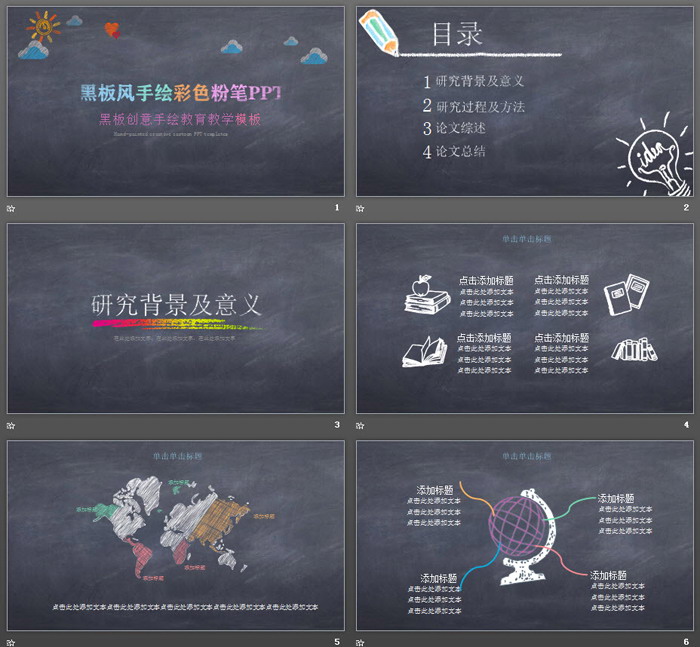 黑板风手绘彩色粉笔PPT
黑板创意手绘教育教学模板
1
目录
1 研究背景及意义
2 研究过程及方法
3 论文综述
4 论文总结
idea
2
研究背景及意义
3
单击单击标题
点击添加标题
点击此处添加文本
点击此处添加文本
点击此处添加文本
点击添加标题
点击此处添加文本
点击此处添加文本
点击此处添加文本
点击添加标题
点击此处添加文本
点击此处添加文本
点击此处添加文本
点击添加标题
点击此处添加文本
点击此处添加文本
点击此处添加文本
4
单击单击标题
添加标题
添加标题
添加标题
添加标题
添加标题
点击此处添加文本点击此处添加文本点击此处添加文本点击此处添加文本点击此处添加文本
5
单击单击标题
添加标题
点击此处添加文本
点击此处添加文本
点击此处添加文本
添加标题
点击此处添加文本
点击此处添加文本
点击此处添加文本
添加标题
点击此处添加文本
点击此处添加文本
点击此处添加文本
添加标题
点击此处添加文本
点击此处添加文本
点击此处添加文本
6